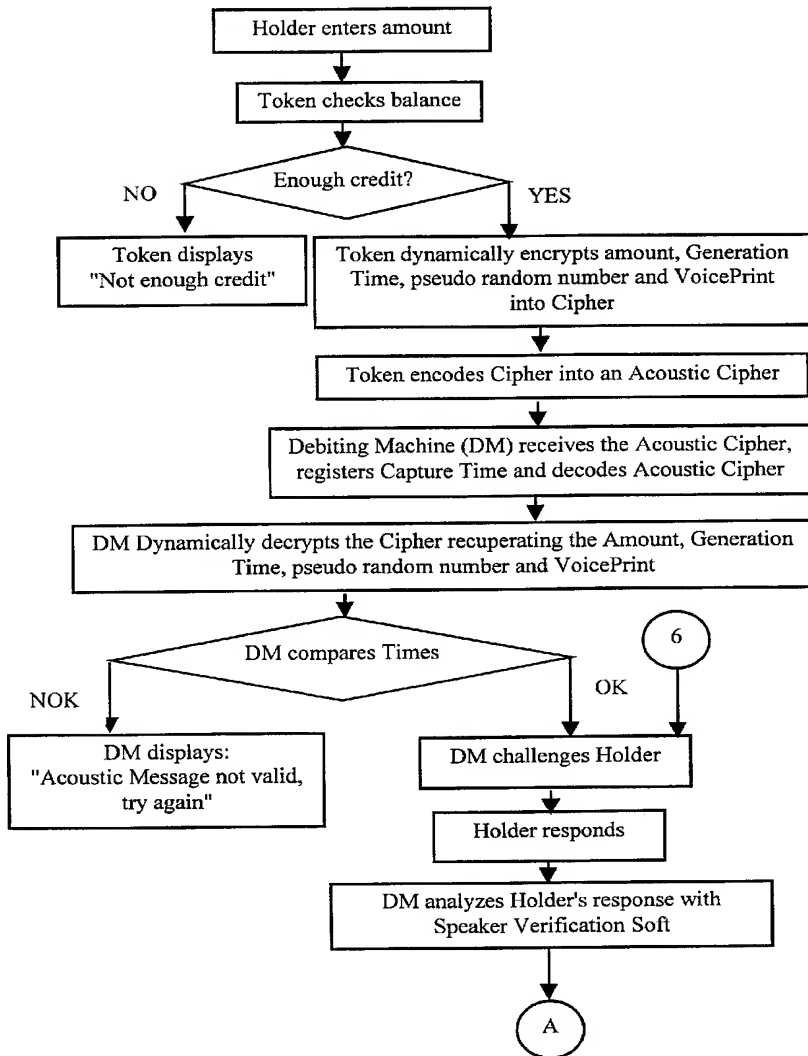 Holder enters amount
Token checks balance
Enough credit?
NO
YES
Token displays
"Not enough credit"
Token dynamically encrypts amount, Generation
Time, pseudo random number and VoicePrint
into Cipher
Token encodes Cipher into an Acoustic Cipher
Debiting Machine (DM) receives the Acoustic Cipher,
registers Capture Time and decodes Acoustic Cipher
DM Dynamically decrypts the Cipher recuperating the Amount, Generation
Time, pseudo random number and VoicePrint
DM compares Times
6
NOK
OK
DM displays:
"Acoustic Message not valid,
try again"
DM challenges Holder
Holder responds
DM analyzes Holder's response with
Speaker Verification Soft
A